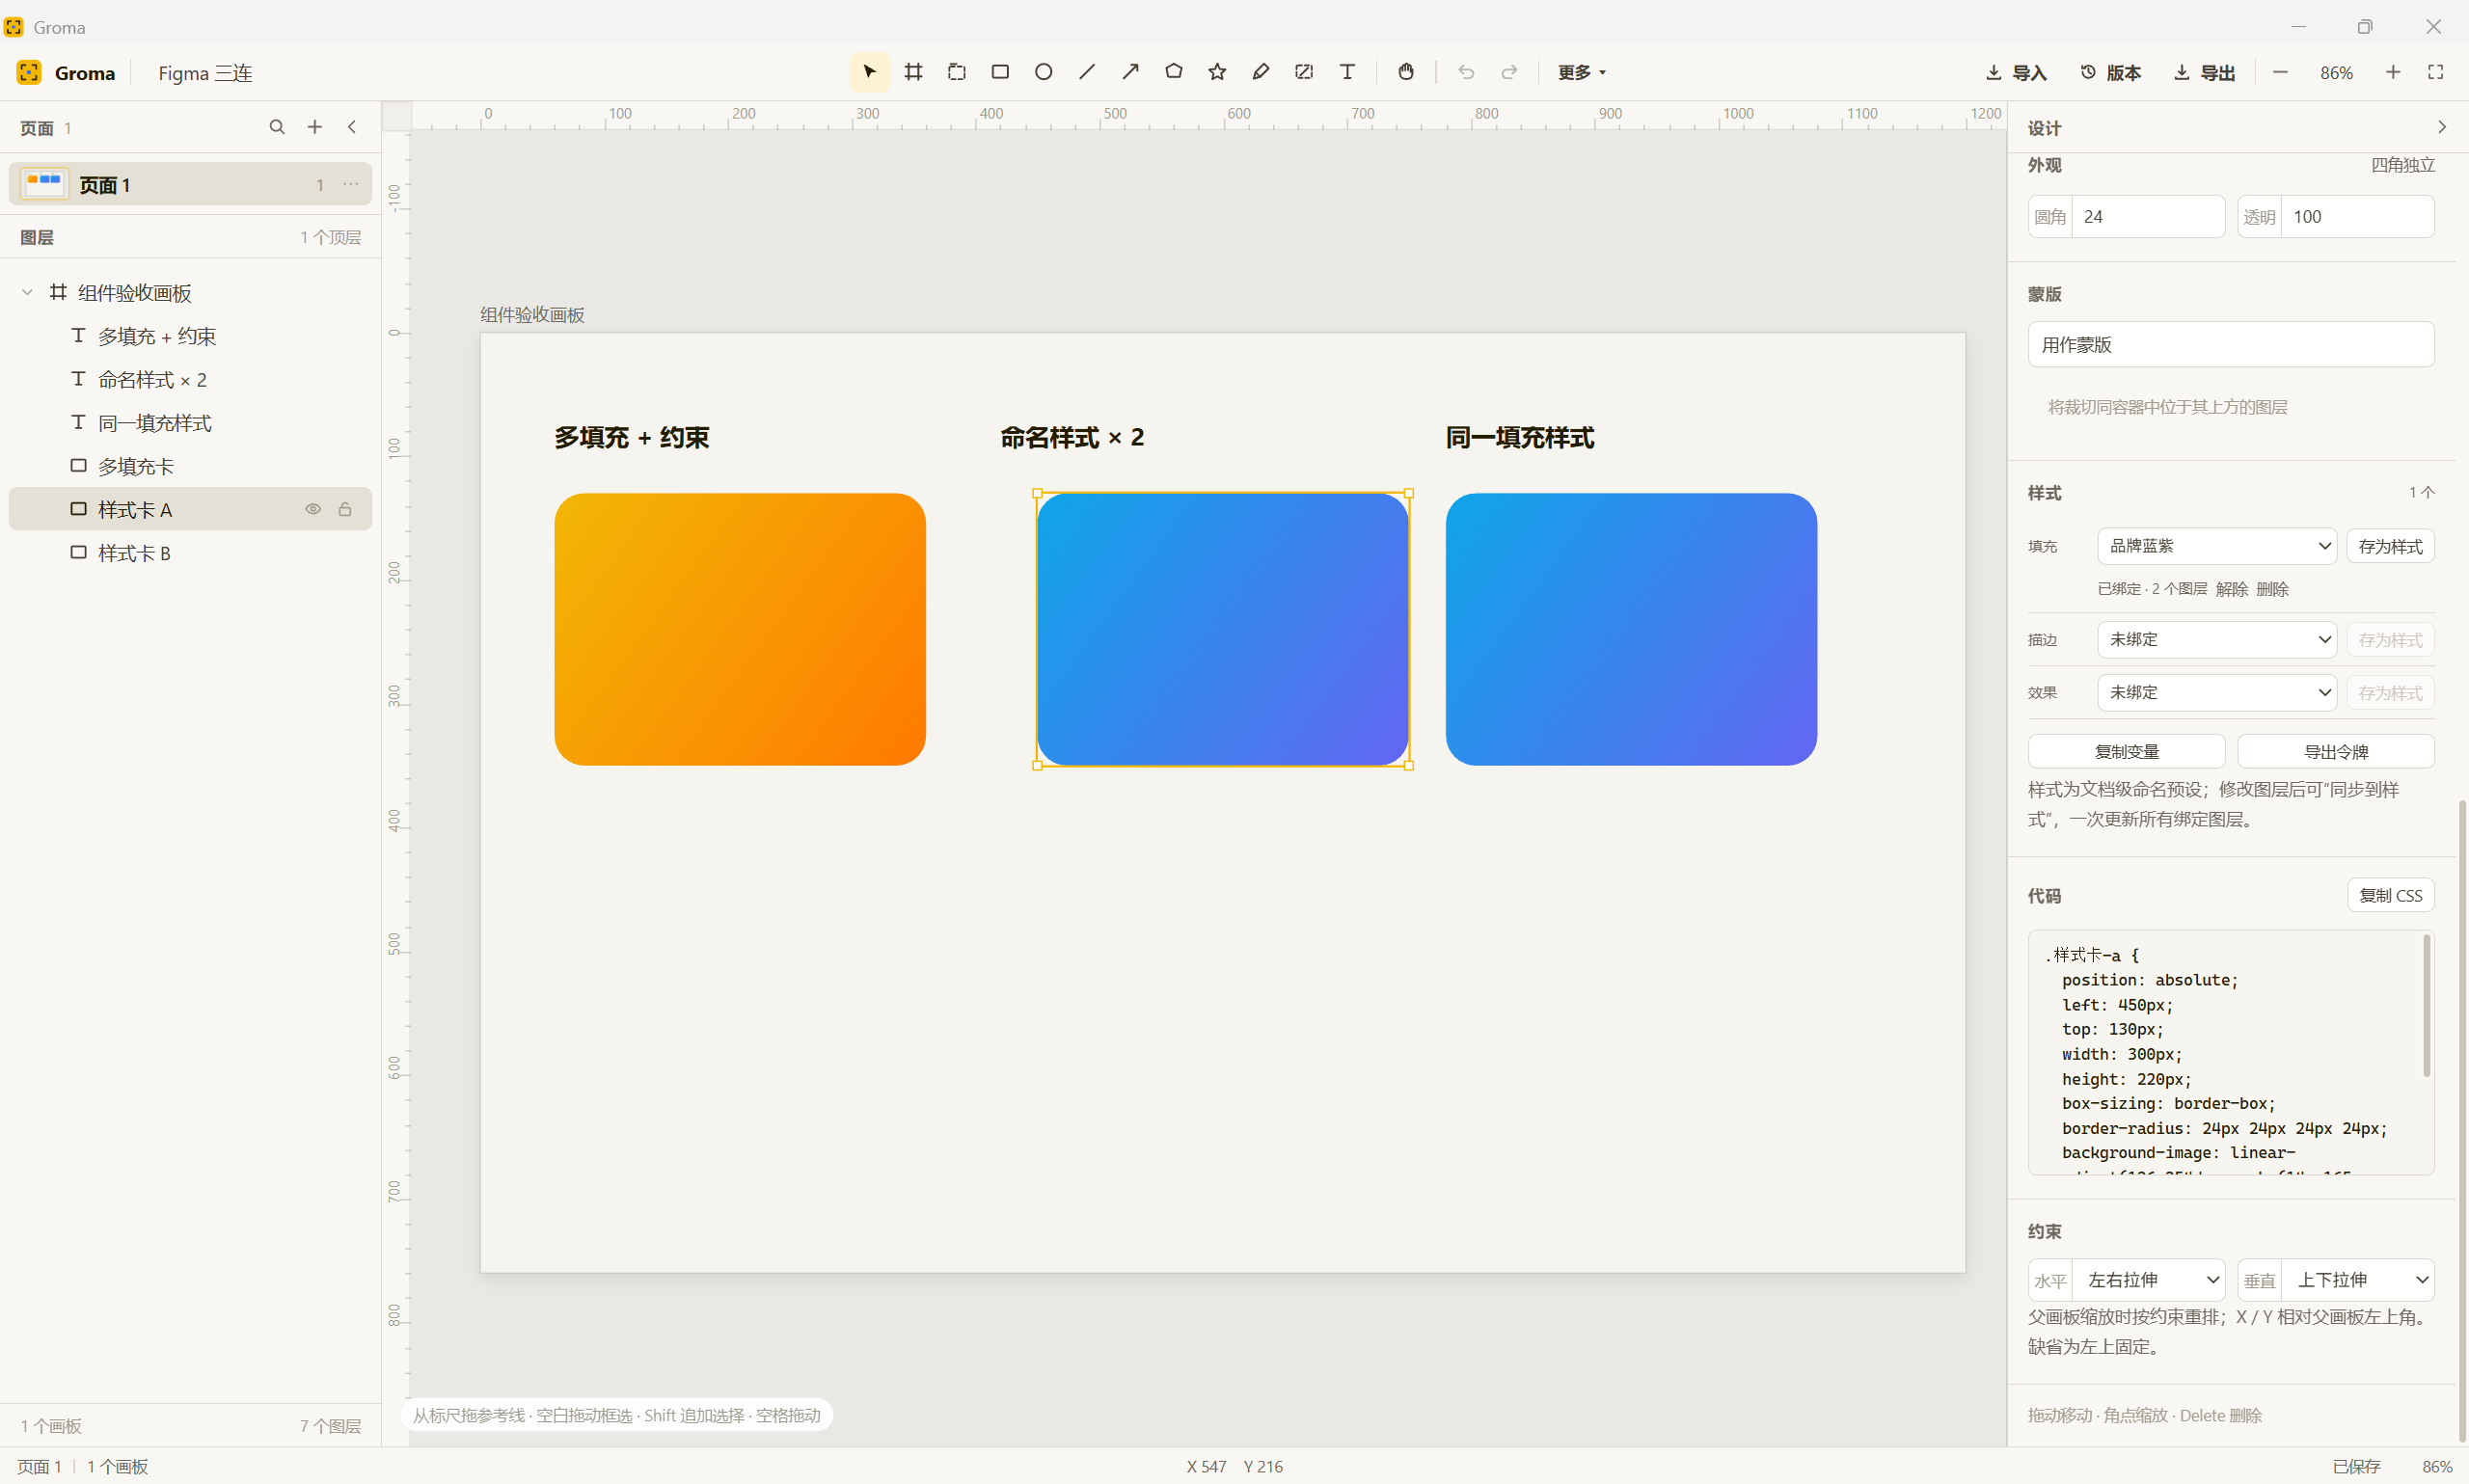 Groma
Groma
Figma 三连
更多
导入
版本
导出
86%
页面 1
页面 1
1
图层
1 个顶层
组件验收画板
多填充 + 约束
命名样式 × 2
同一填充样式
多填充卡
样式卡 A
样式卡 B
1 个画板
7 个图层
0 100 200 300 400 500 600 700 800 900 1000 1100 1200
-100
0
100
200
300
400
500
600
700
800
组件验收画板
多填充 + 约束
命名样式 × 2
同一填充样式
从标尺拖参考线 · 空白拖动框选 · Shift 追加选择 · 空格拖动
设计
外观
四角独立
圆角 24
透明 100
蒙版
用作蒙版
将裁切同容器中位于其上方的图层
样式
1 个
填充
品牌蓝紫
存为样式
已绑定 · 2 个图层 解除 删除
描边
未绑定
存为样式
效果
未绑定
存为样式
复制变量
导出令牌
样式为文档级命名预设；修改图层后可“同步到样
式”，一次更新所有绑定图层。
代码
复制 CSS
.样式卡-a {
position: absolute;
left: 450px;
top: 130px;
width: 300px;
height: 220px;
box-sizing: border-box;
border-radius: 24px 24px 24px 24px;
background-image: linear-
约束
水平 左右拉伸
垂直 上下拉伸
父画板缩放时按约束重排；X / Y 相对父画板左上角。
缺省为左上固定。
拖动移动 · 角点缩放 · Delete 删除
页面 1
1 个画板
X 547 Y 216
已保存
86%